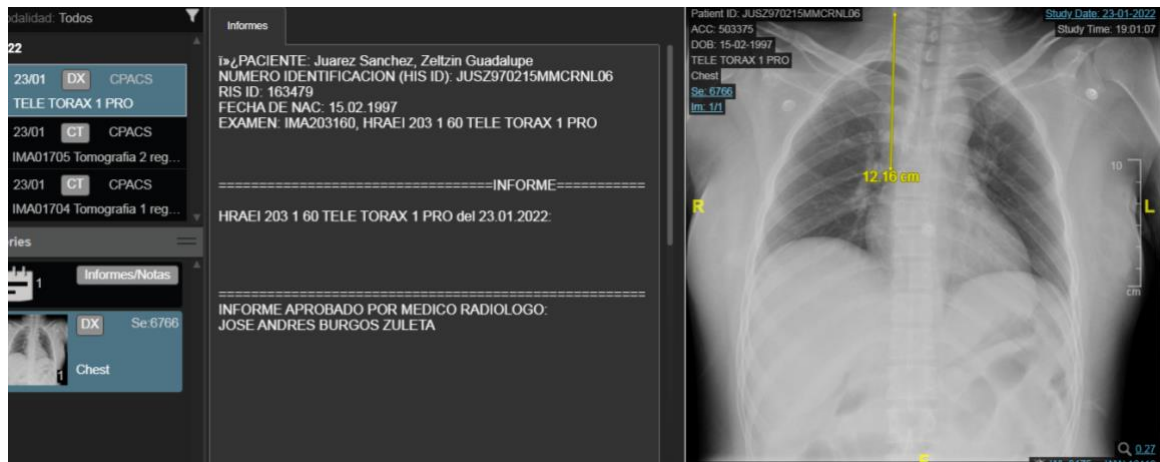 odalidad: Todos
22
23/01 DX CPACS
TELE TORAX 1 PRO
23/01 CT CPACS
IMA01705 Tomografia 2 reg...
23/01 CT CPACS
IMA01704 Tomografia 1 reg...
ries
1
Informes/Notas
DX Se:6766
1
Chest
Informes
ï»¿PACIENTE: Juarez Sanchez, Zeltzin Guadalupe
NUMERO IDENTIFICACION (HIS ID): JUSZ970215MMCRNL06
RIS ID: 163479
FECHA DE NAC: 15.02.1997
EXAMEN: IMA203160, HRAEI 203 1 60 TELE TORAX 1 PRO
==================================INFORME===========
HRAEI 203 1 60 TELE TORAX 1 PRO del 23.01.2022:
=====================================================
INFORME APROBADO POR MEDICO RADIOLOGO:
JOSE ANDRES BURGOS ZULETA
Patient ID: JUSZ970215MMCRNL06
ACC: 503375
DOB: 15-02-1997
TELE TORAX 1 PRO
Chest
Se: 6766
Im: 1/1
Study Date: 23-01-2022
Study Time: 19:01:07
12.16 cm
10
R
L
cm
0.27